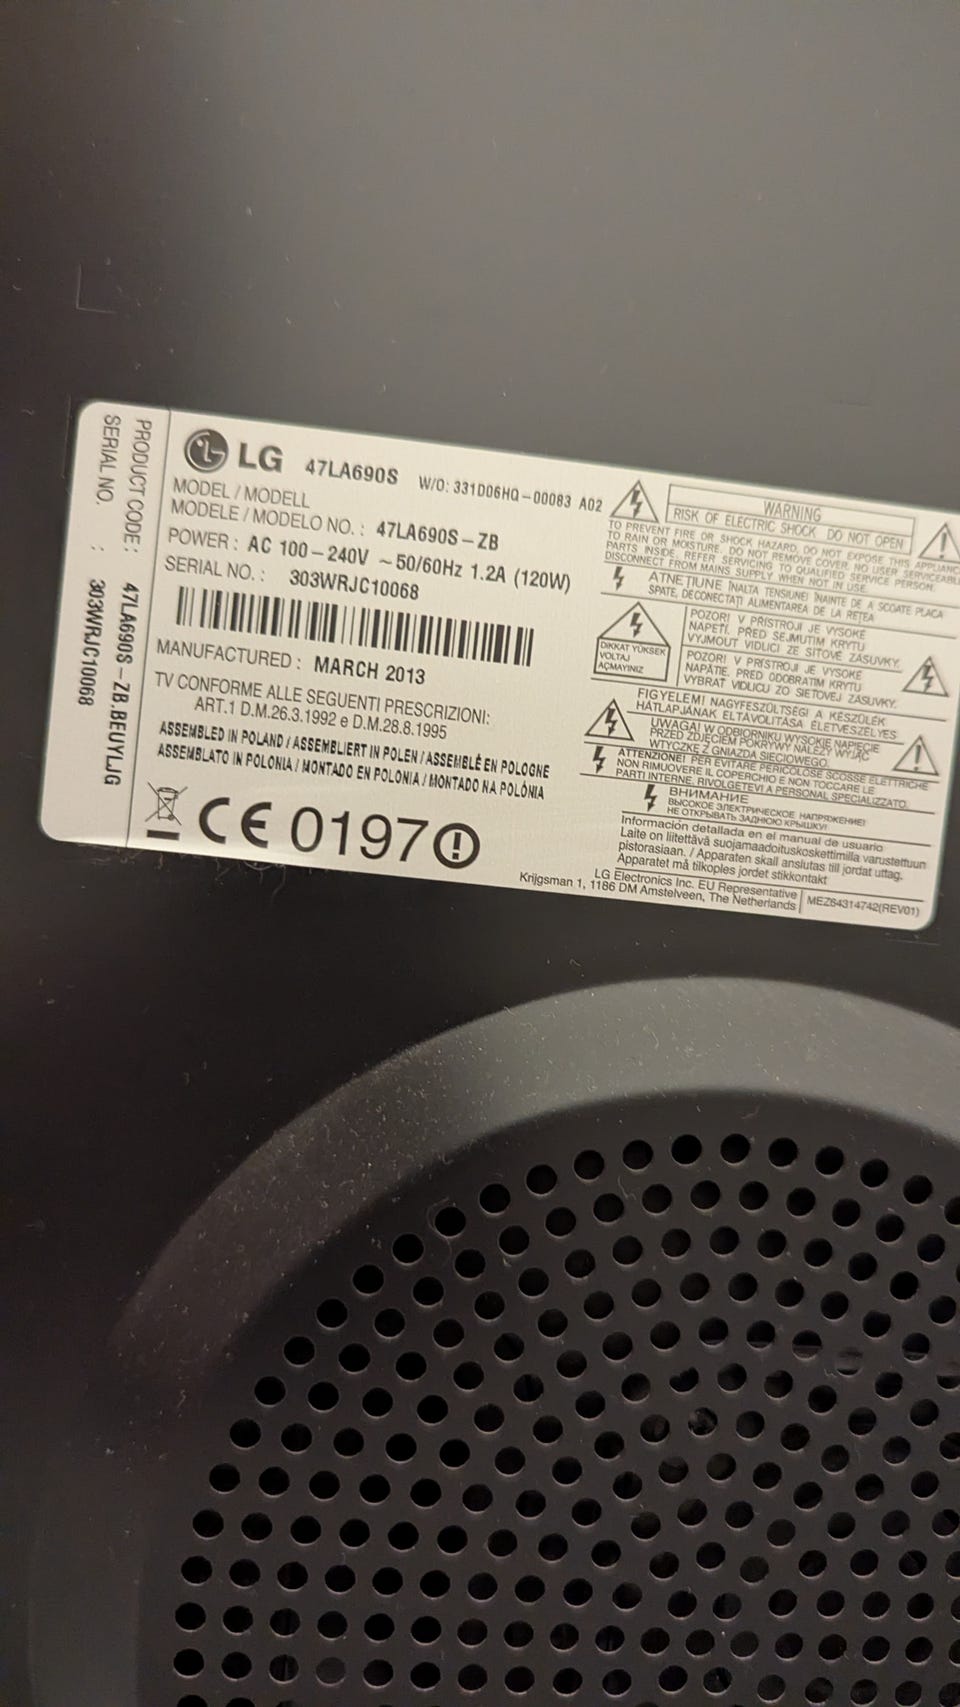 PRODUCT CODE : 47LA690S-ZB.BEUYLJG
SERIAL NO. : 303WRJC10068
LG 47LA690S W/O: 331D06HQ-00083 A02
MODEL / MODELL
MODELE / MODELO NO. : 47LA690S-ZB
POWER : AC 100-240V ~50/60Hz 1.2A (120W)
SERIAL NO. : 303WRJC10068
MANUFACTURED : MARCH 2013
TV CONFORME ALLE SEGUENTI PRESCRIZIONI:
ART.1 D.M.26.3.1992 e D.M.28.8.1995
ASSEMBLED IN POLAND / ASSEMBLIERT IN POLEN / ASSEMBLÉ EN POLOGNE
ASSEMBLATO IN POLONIA / MONTADO EN POLONIA / MONTADO NA POLÓNIA
CE 0197
WARNING
RISK OF ELECTRIC SHOCK DO NOT OPEN
TO PREVENT FIRE OR SHOCK HAZARD, DO NOT EXPOSE THIS APPLIANC
TO RAIN OR MOISTURE. DO NOT REMOVE COVER. NO USER SERVICEABL
PARTS INSIDE. REFER SERVICING TO QUALIFIED SERVICE PERSON.
DISCONNECT FROM MAINS SUPPLY WHEN NOT IN USE.
ATNEŢIUNE ÎNALTA TENSIUNE! ÎNAINTE DE A SCOATE PLACA
SPATE, DECONECTAŢI ALIMENTAREA DE LA REŢEA
DİKKAT YÜKSEK
VOLTAJ
AÇMAYINIZ
POZOR! V PŘÍSTROJI JE VYSOKÉ
NAPĚTÍ. PŘED SEJMUTÍM KRYTU
VYJMOUT VIDLICI ZE SÍŤOVÉ ZÁSUVKY.
POZOR! V PRÍSTROJI JE VYSOKÉ
NAPÄTIE. PRED ODOBRATIM KRYTU
VYBRAŤ VIDLICU ZO SIEŤOVEJ ZÁSUVKY.
FIGYELEM! NAGYFESZÜLTSÉG! A KÉSZÜLÉK
HÁTLAPJÁNAK ELTÁVOLÍTÁSA ÉLETVESZÉLYES
UWAGA! W ODBIORNIKU WYSOKIE NAPIĘCIE
PRZED ZDJĘCIEM POKRYWY NALEŻY WYJĄĆ
WTYCZKĘ Z GNIAZDA SIECIOWEGO.
ATTENZIONE! PER EVITARE PERICOLOSE SCOSSE ELETTRICHE
NON RIMUOVERE IL COPERCHIO E NON TOCCARE LE
PARTI INTERNE. RIVOLGETEVI A PERSONAL SPECIALIZZATO.
ВНИМАНИЕ
ВЫСОКОЕ ЭЛЕКТРИЧЕСКОЕ НАПРЯЖЕНИЕ!
НЕ ОТКРЫВАТЬ ЗАДНЮЮ КРЫШКУ!
Información detallada en el manual de usuario
Laite on liitettävä suojamaadoituskoskettimilla varustettuun
pistorasiaan. / Apparaten skall anslutas till jordat uttag.
Apparatet må tilkoples jordet stikkontakt
LG Electronics Inc. EU Representative
Krijgsman 1, 1186 DM Amstelveen, The Netherlands
MEZ64314742(REV01)